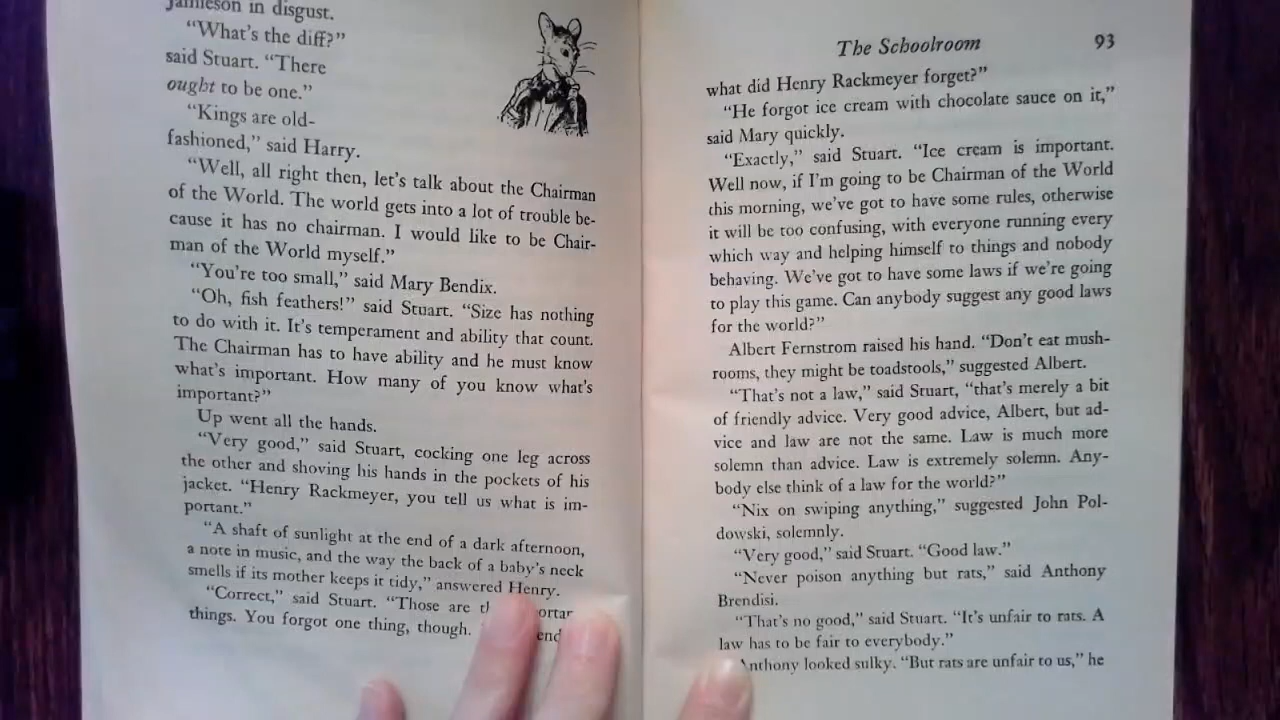 Jamieson in disgust.
“What's the diff?”
said Stuart. “There
ought to be one.”
“Kings are old-
fashioned,” said Harry.
“Well, all right then, let's talk about the Chairman
of the World. The world gets into a lot of trouble be-
cause it has no chairman. I would like to be Chair-
man of the World myself.”
“You're too small,” said Mary Bendix.
“Oh, fish feathers!” said Stuart. “Size has nothing
to do with it. It's temperament and ability that count.
The Chairman has to have ability and he must know
what's important. How many of you know what's
important?”
Up went all the hands.
“Very good,” said Stuart, cocking one leg across
the other and shoving his hands in the pockets of his
jacket. “Henry Rackmeyer, you tell us what is im-
portant.”
“A shaft of sunlight at the end of a dark afternoon,
a note in music, and the way the back of a baby's neck
smells if its mother keeps it tidy,” answered Henry.
“Correct,” said Stuart. “Those are
things. You forgot one thing, though.
The Schoolroom 93
what did Henry Rackmeyer forget?”
“He forgot ice cream with chocolate sauce on it,”
said Mary quickly.
“Exactly,” said Stuart. “Ice cream is important.
Well now, if I'm going to be Chairman of the World
this morning, we've got to have some rules, otherwise
it will be too confusing, with everyone running every
which way and helping himself to things and nobody
behaving. We've got to have some laws if we're going
to play this game. Can anybody suggest any good laws
for the world?”
Albert Fernstrom raised his hand. “Don't eat mush-
rooms, they might be toadstools,” suggested Albert.
“That's not a law,” said Stuart, “that's merely a bit
of friendly advice. Very good advice, Albert, but ad-
vice and law are not the same. Law is much more
solemn than advice. Law is extremely solemn. Any-
body else think of a law for the world?”
“Nix on swiping anything,” suggested John Pol-
dowski, solemnly.
“Very good,” said Stuart. “Good law.”
“Never poison anything but rats,” said Anthony
Brendisi.
“That's no good,” said Stuart. “It's unfair to rats. A
law has to be fair to everybody.”
Anthony looked sulky. “But rats are unfair to us,” he